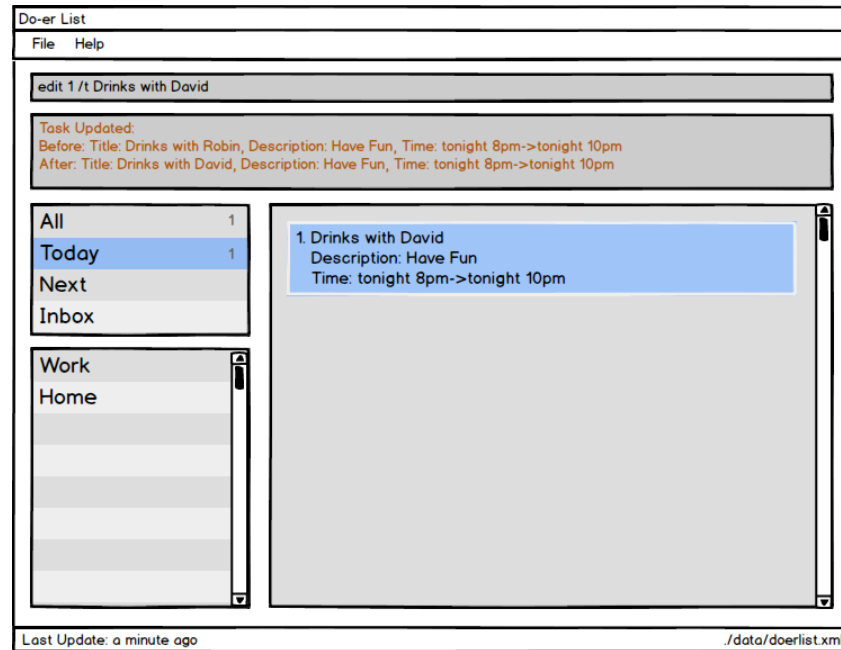 Do-er List
File Help
edit 1 /t Drinks with David
Task Updated:
Before: Title: Drinks with Robin, Description: Have Fun, Time: tonight 8pm->tonight 10pm
After: Title: Drinks with David, Description: Have Fun, Time: tonight 8pm->tonight 10pm
All 1
Today 1
Next
Inbox
Work
Home
1. Drinks with David
Description: Have Fun
Time: tonight 8pm->tonight 10pm
Last Update: a minute ago
./data/doerlist.xml